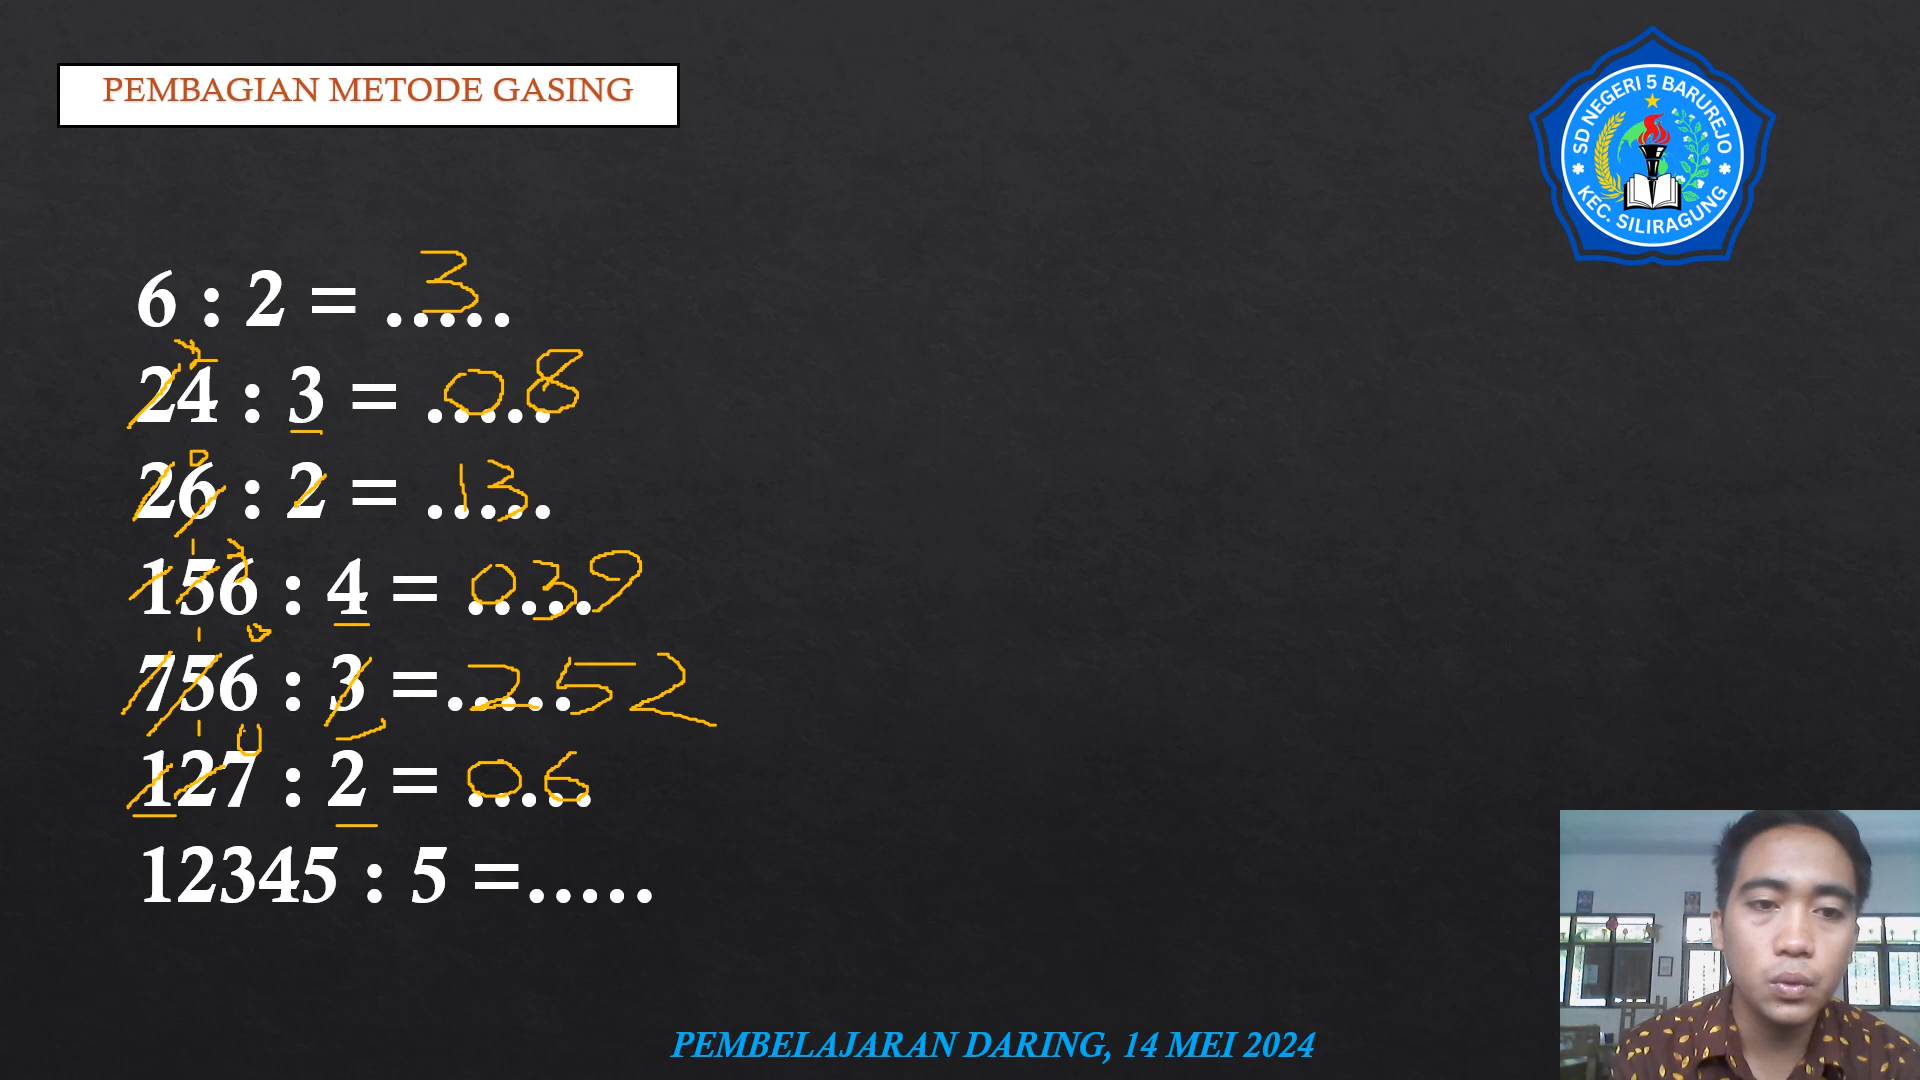 PEMBAGIAN METODE GASING
SD NEGERI 5 BARUREJO
KEC. SILIRAGUNG
6 : 2 = ..... 3
24 : 3 = ..... 08
26 : 2 = ..... 13
156 : 4 = ..... 039
756 : 3 =..... 252
127 : 2 = ..... 06
12345 : 5 =.....
PEMBELAJARAN DARING, 14 MEI 2024